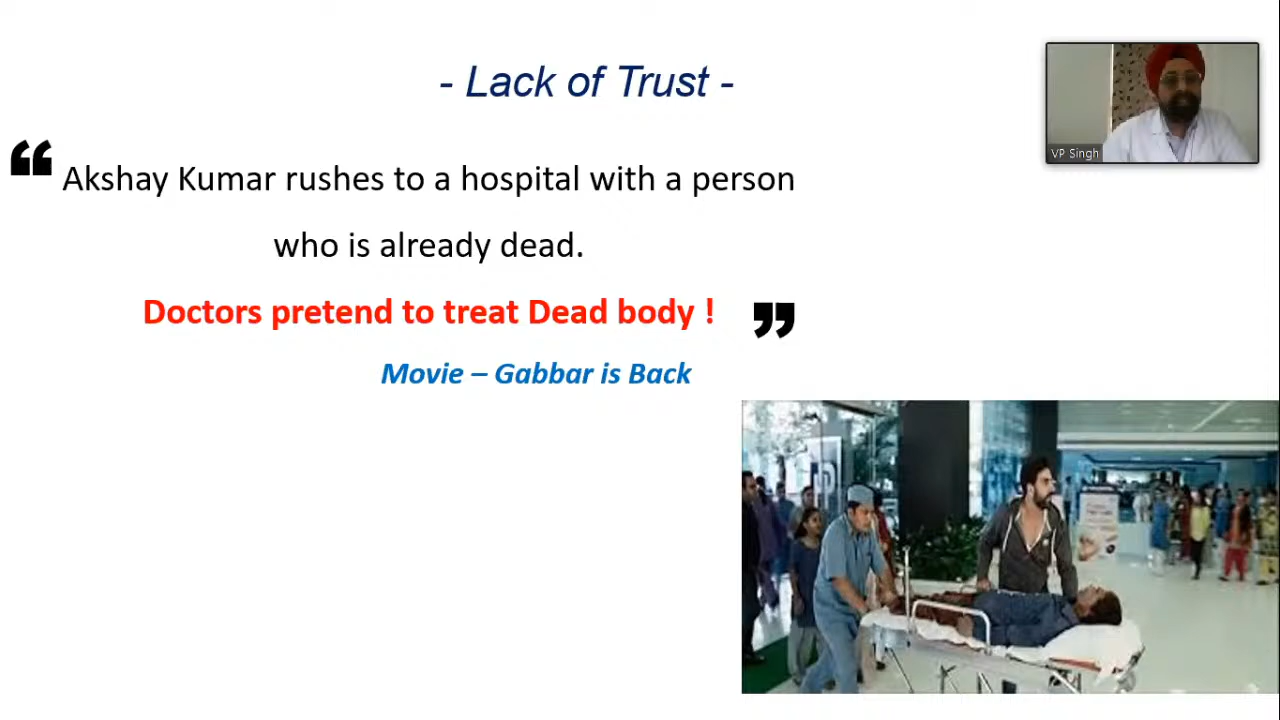 - Lack of Trust -
“ Akshay Kumar rushes to a hospital with a person
who is already dead.
Doctors pretend to treat Dead body ! ”
Movie – Gabbar is Back
VP Singh